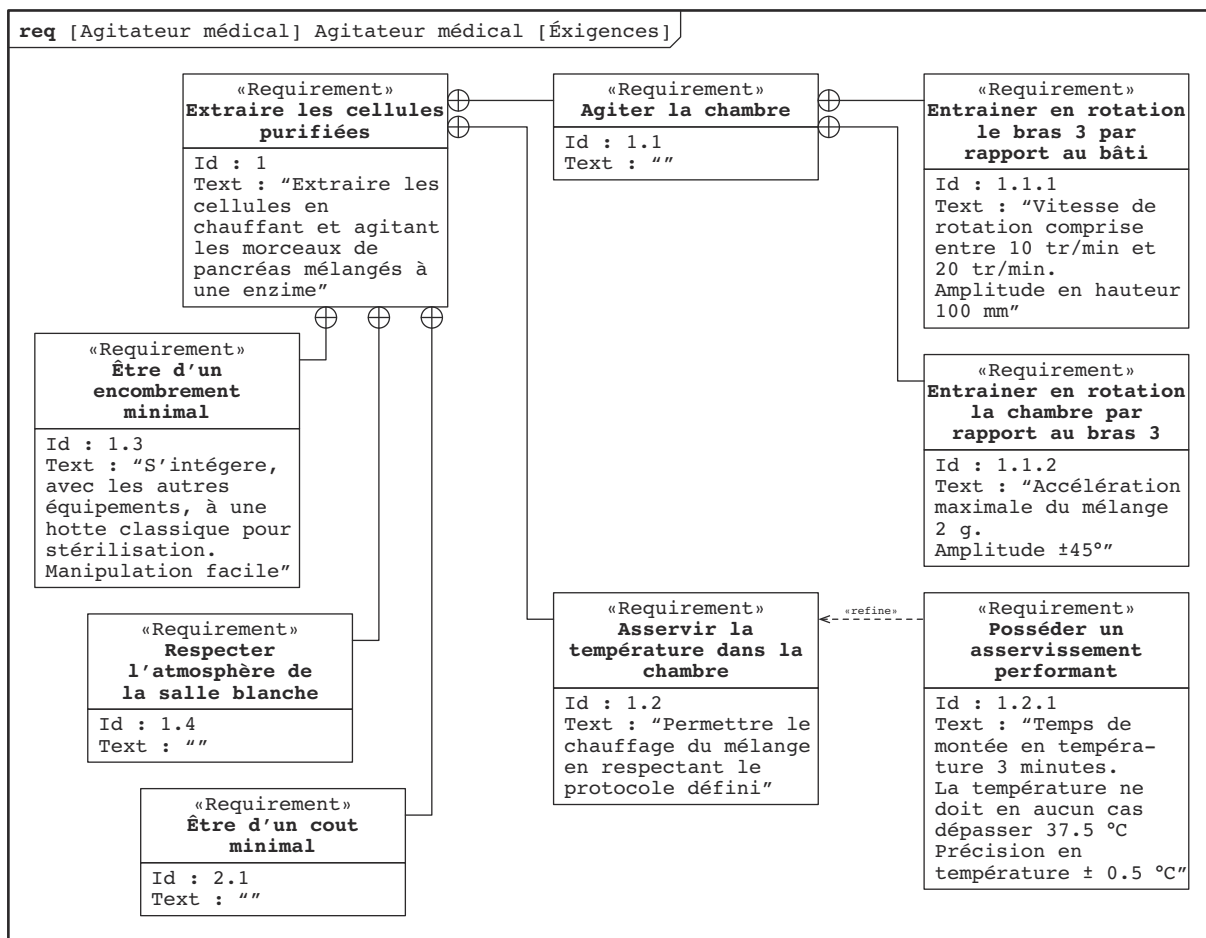 req [Agitateur médical] Agitateur médical [Éxigences]
«Requirement»
Extraire les cellules
purifiées
Id : 1
Text : “Extraire les
cellules en
chauffant et agitant
les morceaux de
pancréas mélangés à
une enzime”
«Requirement»
Agiter la chambre
Id : 1.1
Text : “”
«Requirement»
Entrainer en rotation
le bras 3 par
rapport au bâti
Id : 1.1.1
Text : “Vitesse de
rotation comprise
entre 10 tr/min et
20 tr/min.
Amplitude en hauteur
100 mm”
«Requirement»
Être d'un
encombrement
minimal
Id : 1.3
Text : “S'intégere,
avec les autres
équipements, à une
hotte classique pour
stérilisation.
Manipulation facile”
«Requirement»
Entrainer en rotation
la chambre par
rapport au bras 3
Id : 1.1.2
Text : “Accélération
maximale du mélange
2 g.
Amplitude ±45°”
«Requirement»
Respecter
l'atmosphère de
la salle blanche
Id : 1.4
Text : “”
«Requirement»
Asservir la
température dans la
chambre
Id : 1.2
Text : “Permettre le
chauffage du mélange
en respectant le
protocole défini”
«refine»
«Requirement»
Posséder un
asservissement
performant
Id : 1.2.1
Text : “Temps de
montée en tempéra-
ture 3 minutes.
La température ne
doit en aucun cas
dépasser 37.5 °C
Précision en
température ± 0.5 °C”
«Requirement»
Être d'un cout
minimal
Id : 2.1
Text : “”